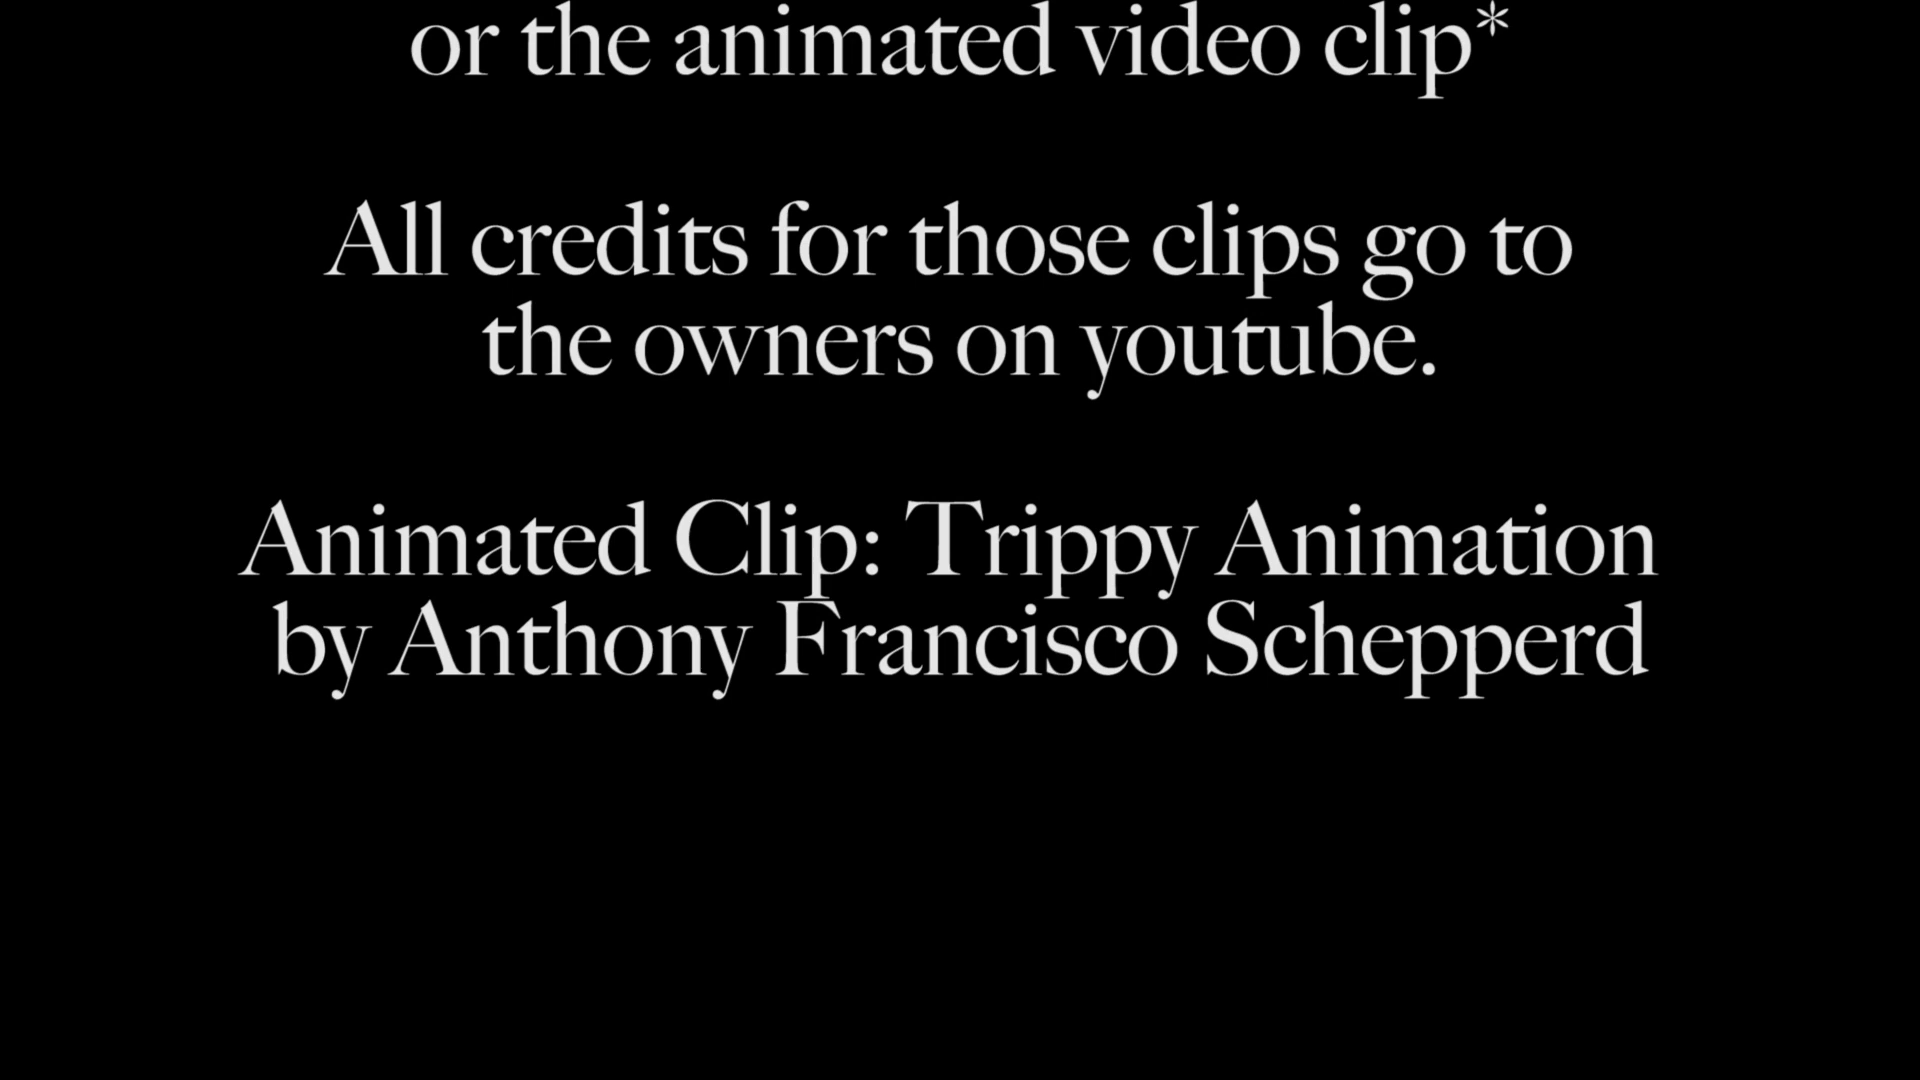 or the animated video clip*
All credits for those clips go to
the owners on youtube.
Animated Clip: Trippy Animation
by Anthony Francisco Schepperd